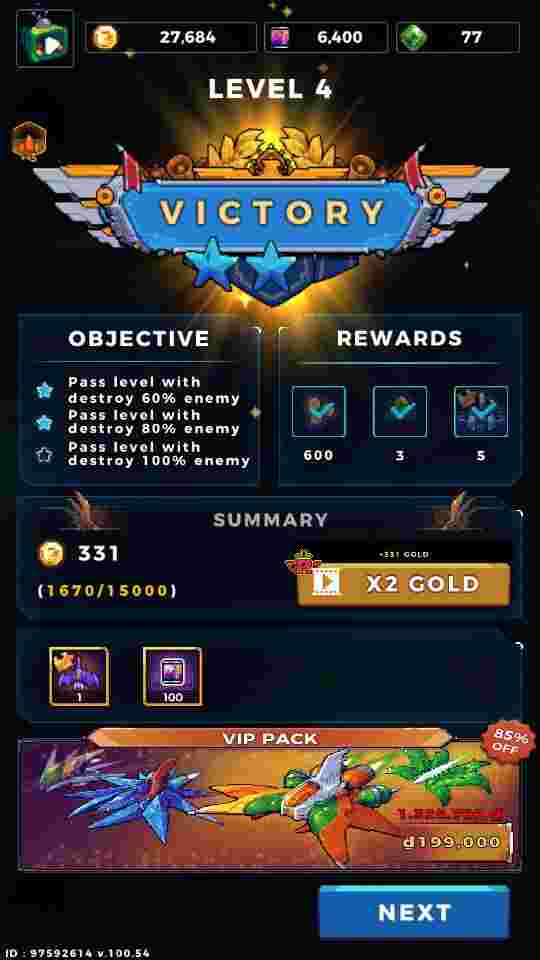 27,684
6,400
77
LEVEL 4
VICTORY
OBJECTIVE
Pass level with
destroy 60% enemy
Pass level with
destroy 80% enemy
Pass level with
destroy 100% enemy
REWARDS
600
3
5
SUMMARY
331
(1670/15000)
+331 GOLD
X2 GOLD
1
100
VIP PACK
85%
OFF
đ199,000
NEXT
ID : 97592614 v.100.54